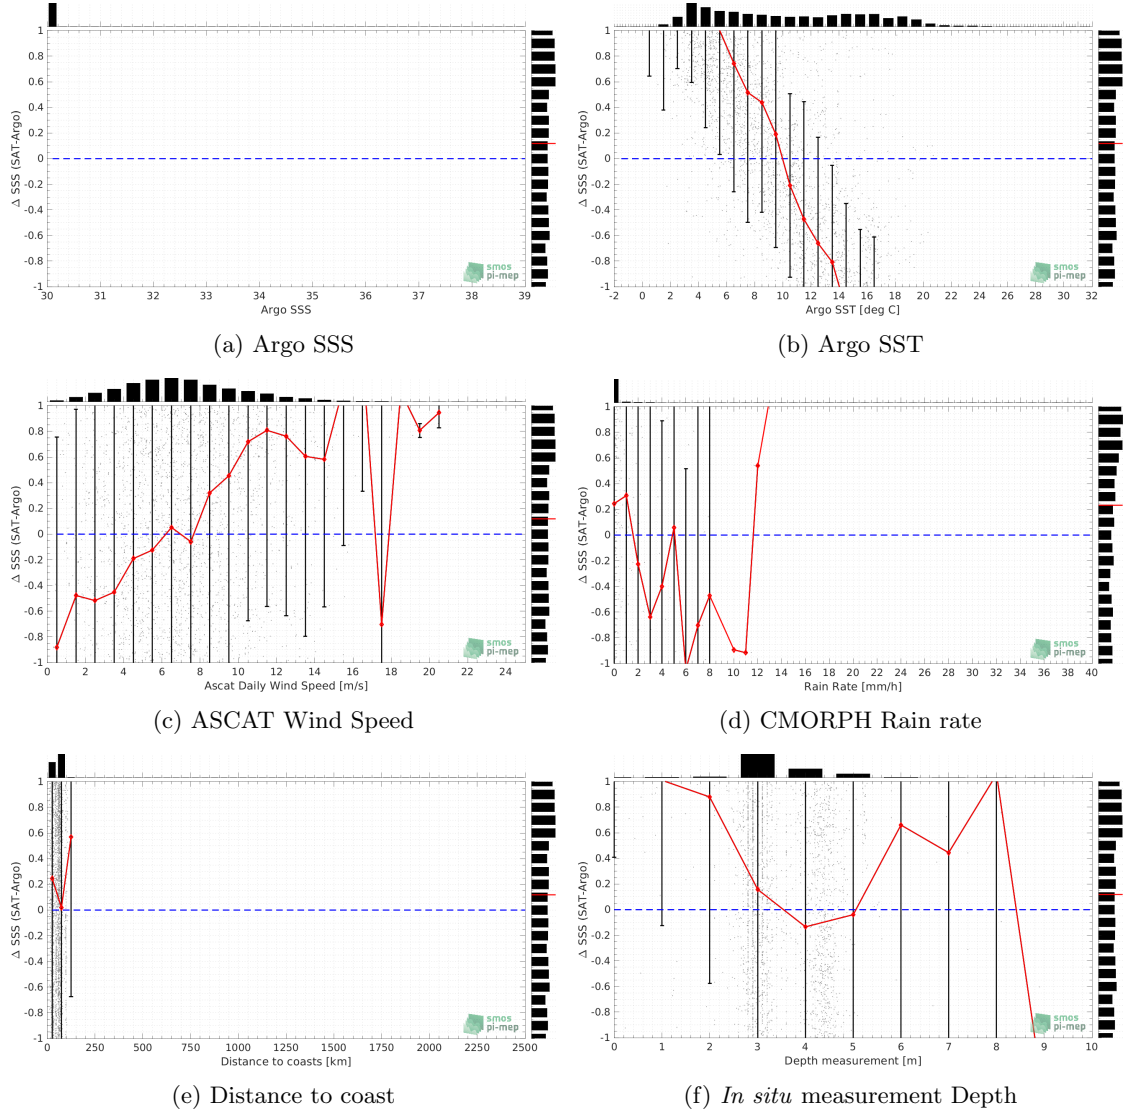 1
0.8
0.6
0.4
0.2
0
-0.2
-0.4
-0.6
-0.8
-1
Δ SSS (SAT-Argo)
30 31 32 33 34 35 36 37 38 39
Argo SSS
smos
pi-mep
(a) Argo SSS
1
0.8
0.6
0.4
0.2
0
-0.2
-0.4
-0.6
-0.8
-1
Δ SSS (SAT-Argo)
-2 0 2 4 6 8 10 12 14 16 18 20 22 24 26 28 30 32
Argo SST [deg C]
smos
pi-mep
(b) Argo SST
1
0.8
0.6
0.4
0.2
0
-0.2
-0.4
-0.6
-0.8
-1
Δ SSS (SAT-Argo)
0 2 4 6 8 10 12 14 16 18 20 22 24
Ascat Daily Wind Speed [m/s]
smos
pi-mep
(c) ASCAT Wind Speed
1
0.8
0.6
0.4
0.2
0
-0.2
-0.4
-0.6
-0.8
-1
Δ SSS (SAT-Argo)
0 2 4 6 8 10 12 14 16 18 20 22 24 26 28 30 32 34 36 38 40
Rain Rate [mm/h]
smos
pi-mep
(d) CMORPH Rain rate
1
0.8
0.6
0.4
0.2
0
-0.2
-0.4
-0.6
-0.8
-1
Δ SSS (SAT-Argo)
0 250 500 750 1000 1250 1500 1750 2000 2250 2500
Distance to coasts [km]
smos
pi-mep
(e) Distance to coast
1
0.8
0.6
0.4
0.2
0
-0.2
-0.4
-0.6
-0.8
-1
Δ SSS (SAT-Argo)
0 1 2 3 4 5 6 7 8 9 10
Depth measurement [m]
smos
pi-mep
(f) In situ measurement Depth